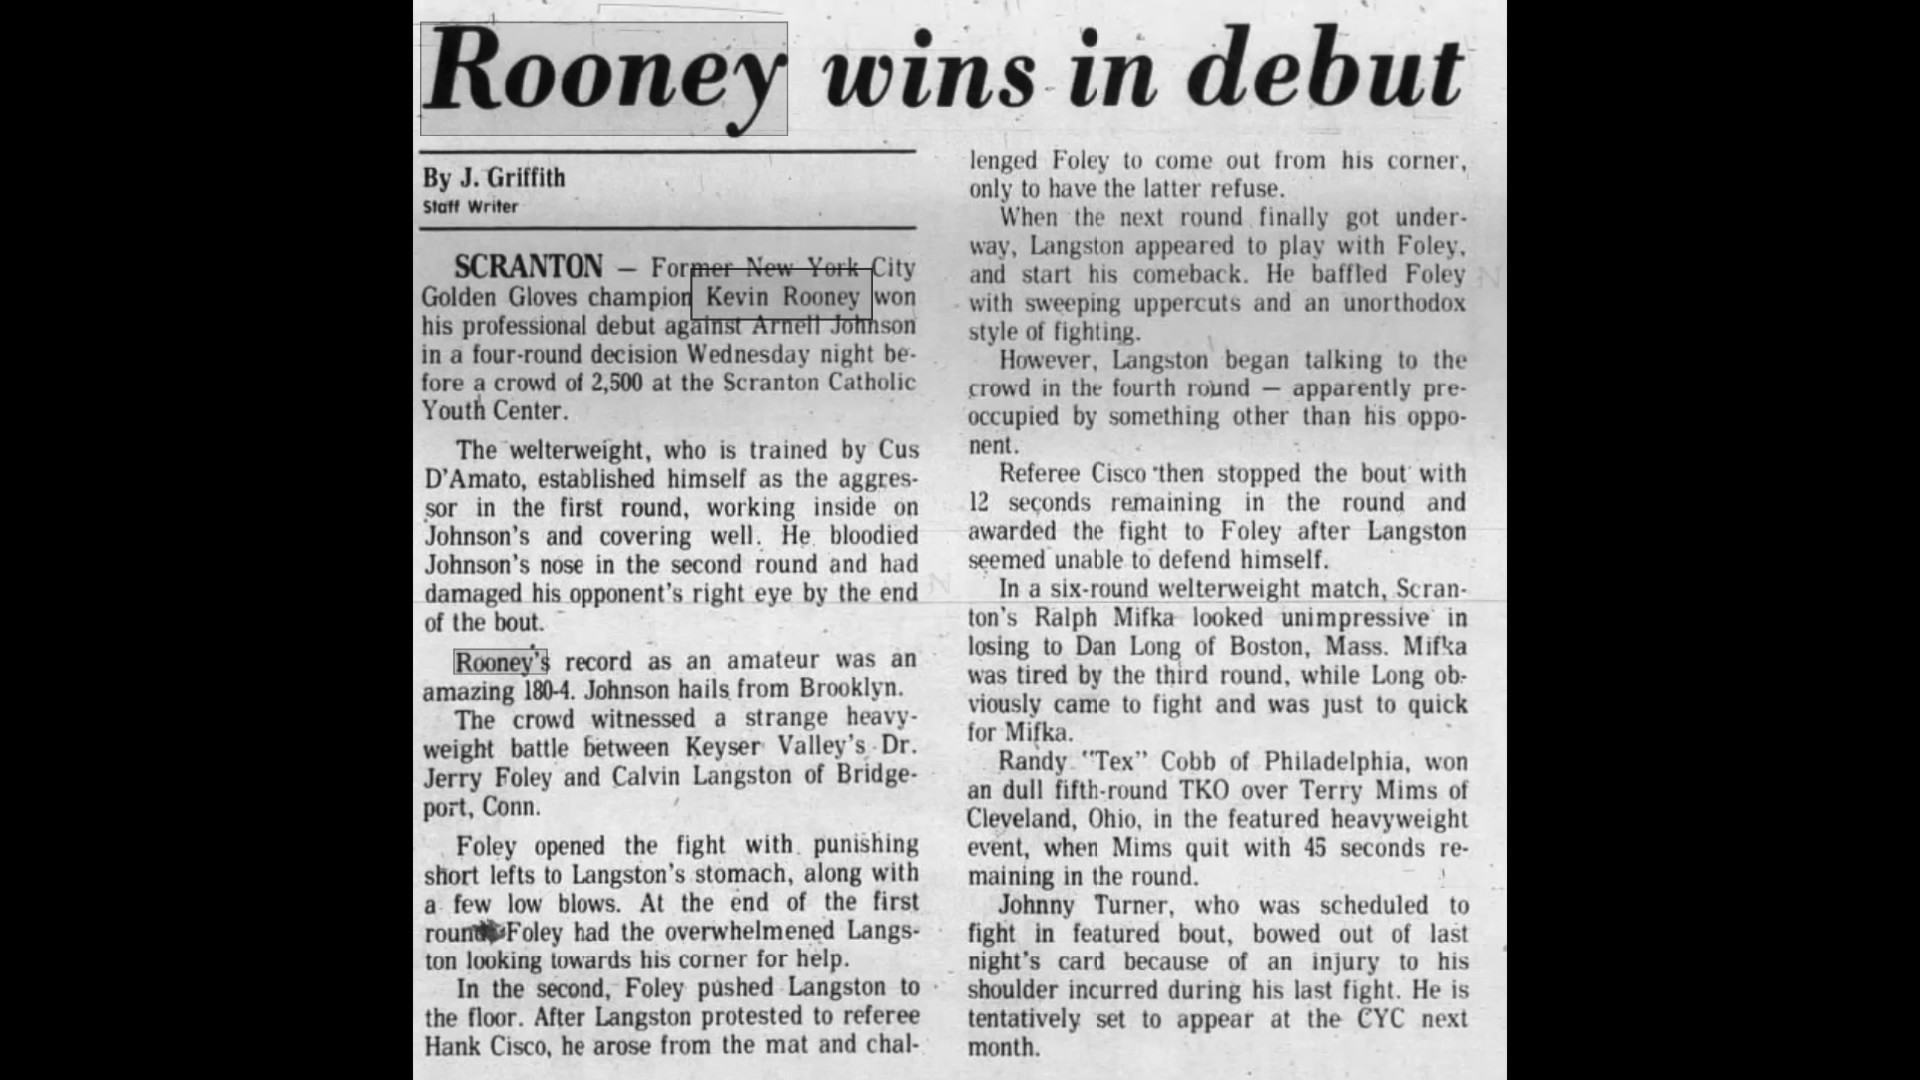 Rooney wins in debut
By J. Griffith
Staff Writer
SCRANTON — Former New York City
Golden Gloves champion Kevin Rooney won
his professional debut against Arnell Johnson
in a four-round decision Wednesday night be-
fore a crowd of 2,500 at the Scranton Catholic
Youth Center.
The welterweight, who is trained by Cus
D'Amato, established himself as the aggres-
sor in the first round, working inside on
Johnson's and covering well. He bloodied
Johnson's nose in the second round and had
damaged his opponent's right eye by the end
of the bout.
Rooney's record as an amateur was an
amazing 180-4. Johnson hails from Brooklyn.
The crowd witnessed a strange heavy-
weight battle between Keyser Valley's Dr.
Jerry Foley and Calvin Langston of Bridge-
port, Conn.
Foley opened the fight with punishing
short lefts to Langston's stomach, along with
a few low blows. At the end of the first
round Foley had the overwhelmened Langs-
ton looking towards his corner for help.
In the second, Foley pushed Langston to
the floor. After Langston protested to referee
Hank Cisco, he arose from the mat and chal-
lenged Foley to come out from his corner,
only to have the latter refuse.
When the next round finally got under-
way, Langston appeared to play with Foley,
and start his comeback. He baffled Foley
with sweeping uppercuts and an unorthodox
style of fighting.
However, Langston began talking to the
crowd in the fourth round — apparently pre-
occupied by something other than his oppo-
nent.
Referee Cisco then stopped the bout with
12 seconds remaining in the round and
awarded the fight to Foley after Langston
seemed unable to defend himself.
In a six-round welterweight match, Scran-
ton's Ralph Mifka looked unimpressive in
losing to Dan Long of Boston, Mass. Mifka
was tired by the third round, while Long ob-
viously came to fight and was just to quick
for Mifka.
Randy "Tex" Cobb of Philadelphia, won
an dull fifth-round TKO over Terry Mims of
Cleveland, Ohio, in the featured heavyweight
event, when Mims quit with 45 seconds re-
maining in the round.
Johnny Turner, who was scheduled to
fight in featured bout, bowed out of last
night's card because of an injury to his
shoulder incurred during his last fight. He is
tentatively set to appear at the CYC next
month.